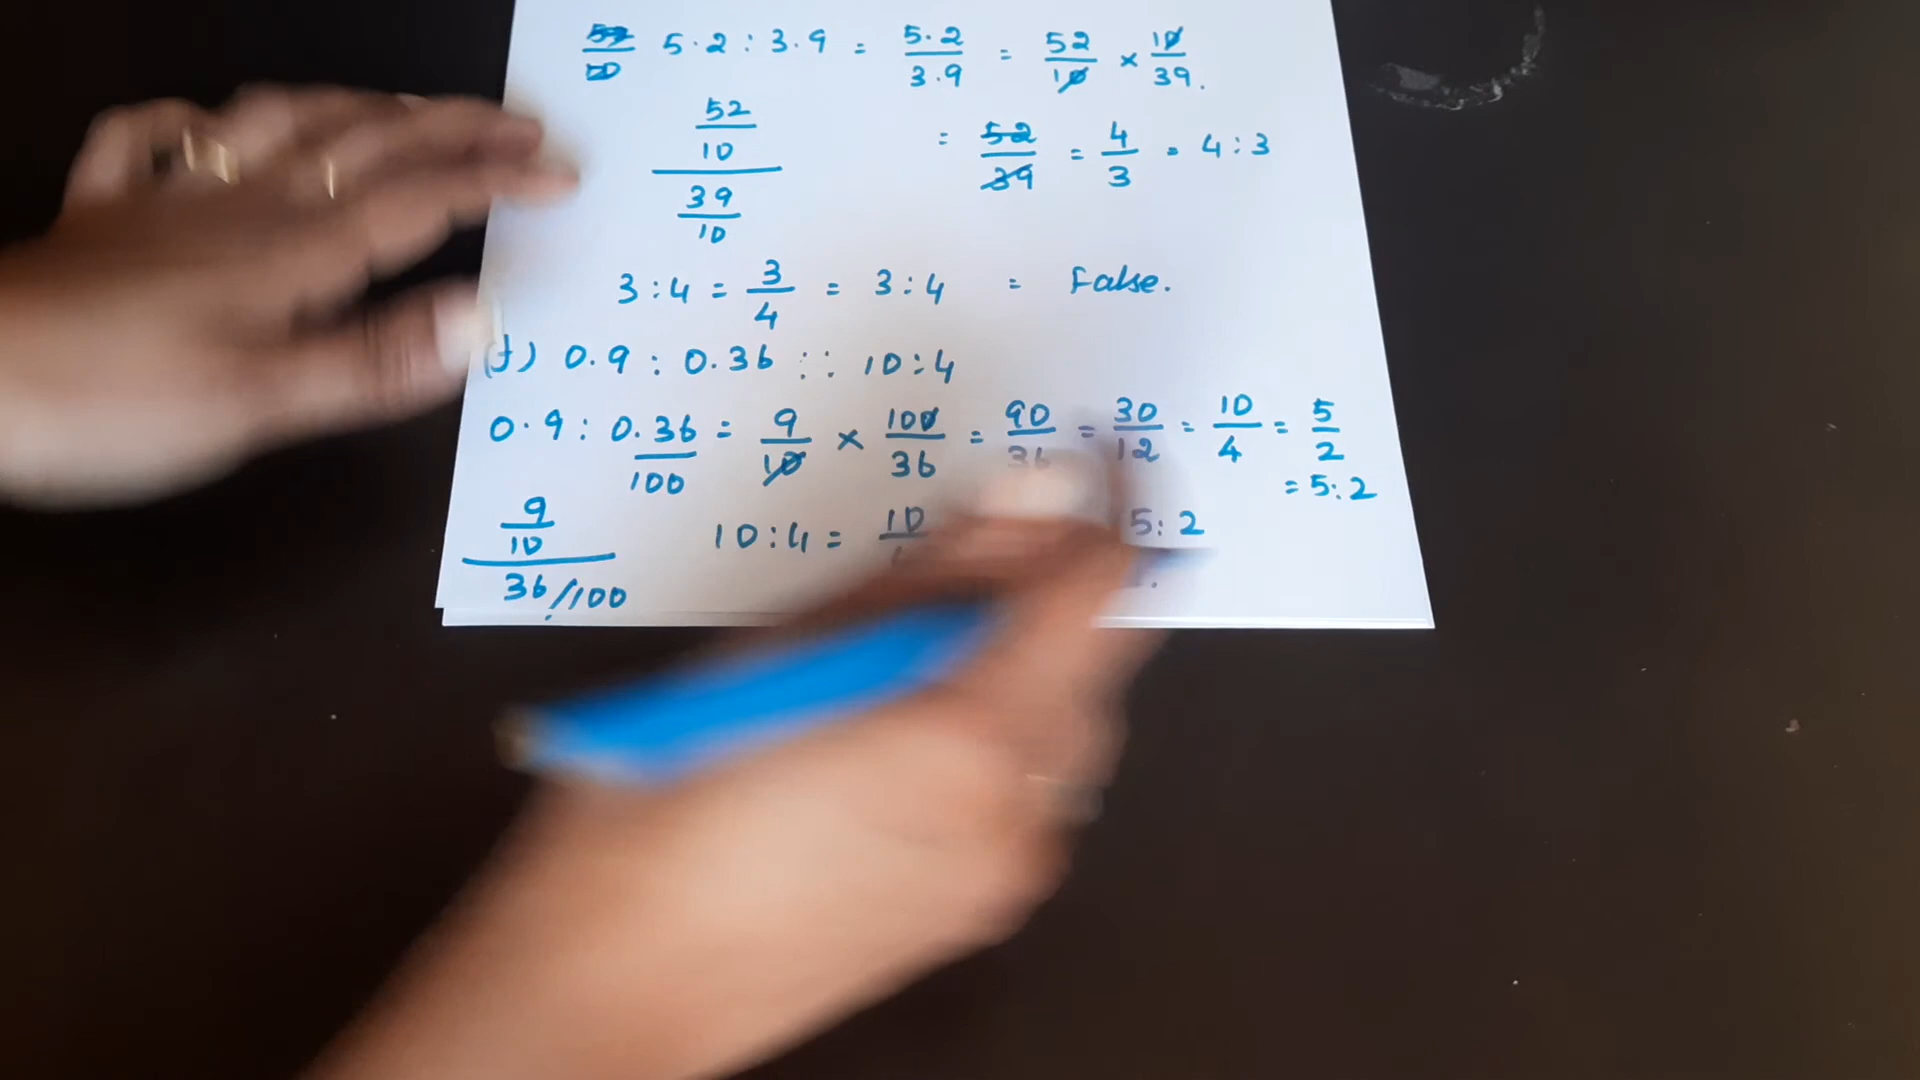 5.2 : 3.9 = 5.2/3.9 = 52/10 × 10/39.
52/10 / 39/10
= 52/39 = 4/3 = 4:3
3:4 = 3/4 = 3:4 = False.
(f) 0.9 : 0.36 :: 10:4
0.9 : 0.36/100 = 9/10 × 100/36 = 90/36 = 30/12 = 10/4 = 5/2
= 5:2
9/10 / 36/100
10:4 = 10 5:2